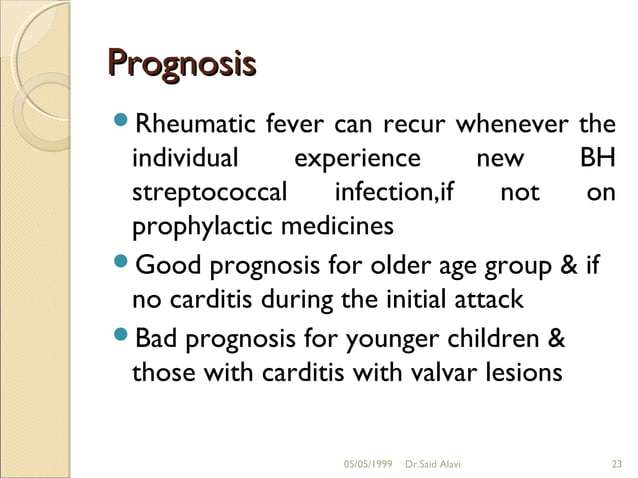 Prognosis
Rheumatic fever can recur whenever the
individual experience new BH
streptococcal infection,if not on
prophylactic medicines
Good prognosis for older age group & if
no carditis during the initial attack
Bad prognosis for younger children &
those with carditis with valvar lesions
05/05/1999 Dr.Said Alavi 23